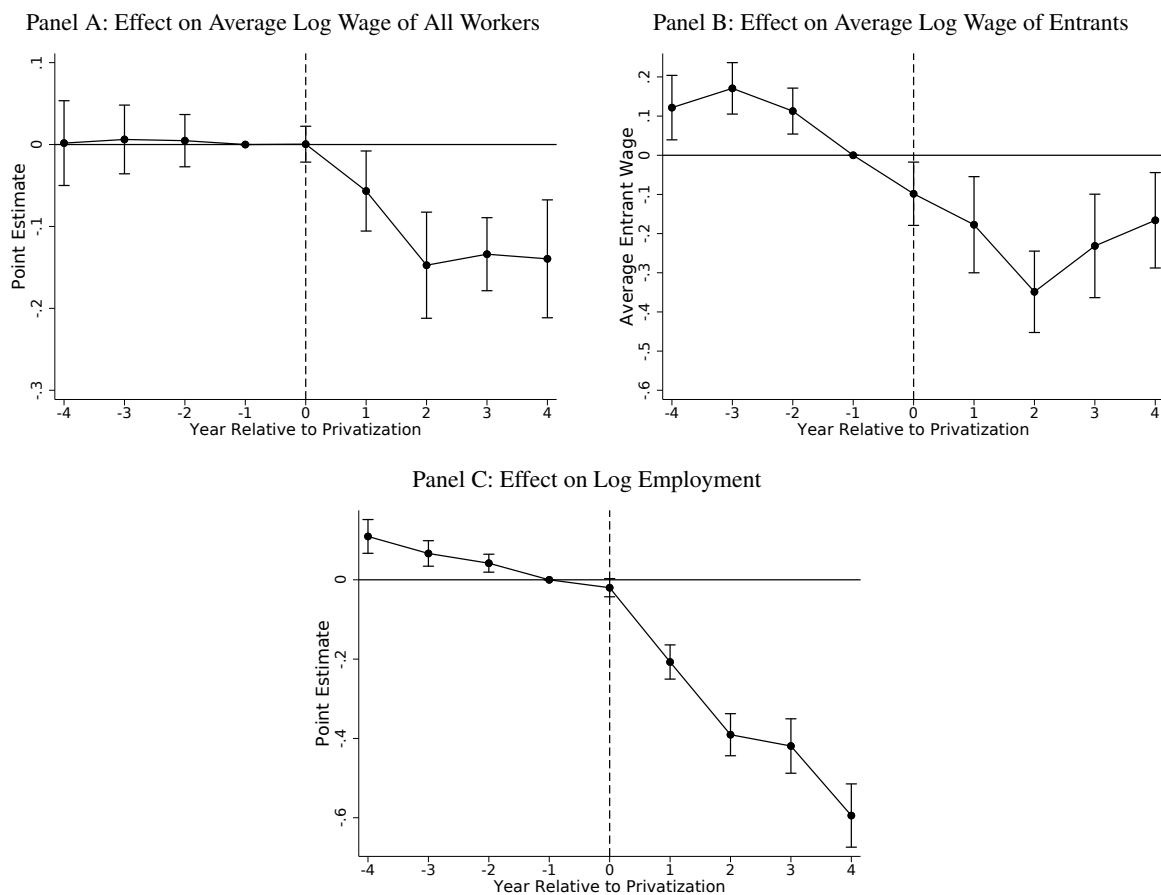 Panel A: Effect on Average Log Wage of All Workers
Point Estimate
.1
0
-.1
-.2
-.3
-4 -3 -2 -1 0 1 2 3 4
Year Relative to Privatization
Panel B: Effect on Average Log Wage of Entrants
Average Entrant Wage
.2
.1
0
-.1
-.2
-.3
-.4
-.5
-.6
-4 -3 -2 -1 0 1 2 3 4
Year Relative to Privatization
Panel C: Effect on Log Employment
Point Estimate
0
-.2
-.4
-.6
-4 -3 -2 -1 0 1 2 3 4
Year Relative to Privatization